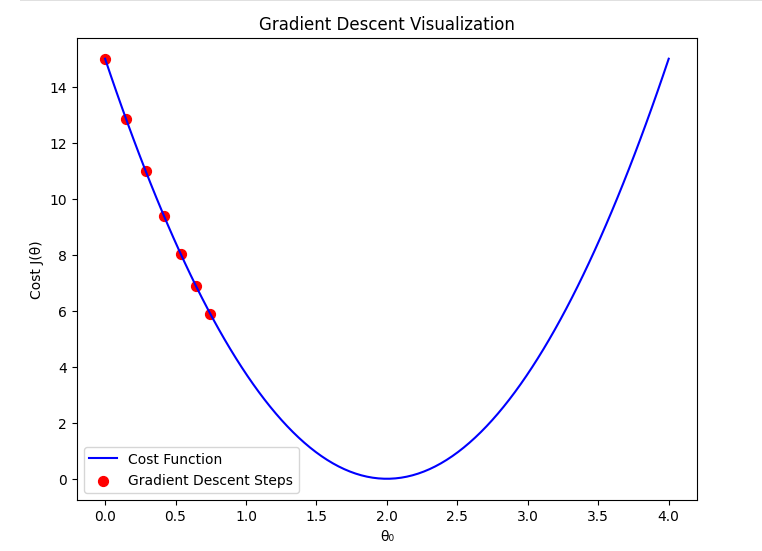 Gradient Descent Visualization
14
12
10
8
6
4
2
0
Cost J(θ)
Cost Function
Gradient Descent Steps
0.0 0.5 1.0 1.5 2.0 2.5 3.0 3.5 4.0
θ₀